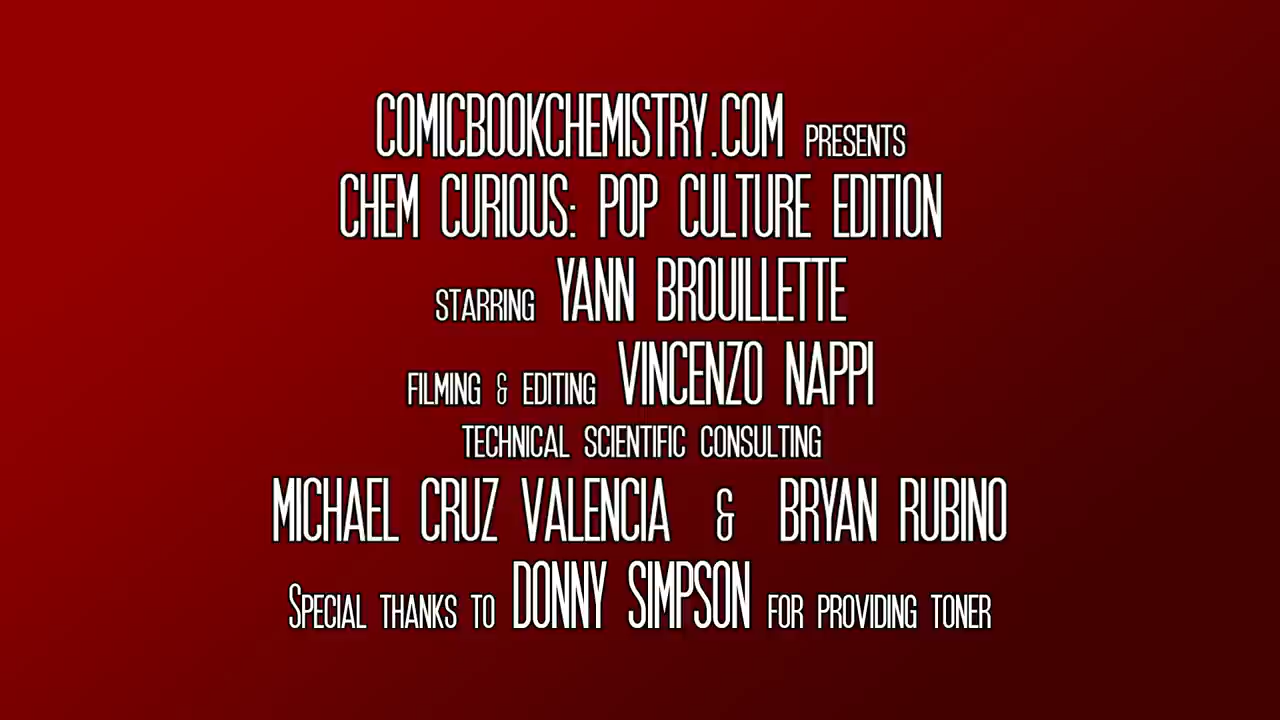 COMICBOOKCHEMISTRY.COM PRESENTS
CHEM CURIOUS: POP CULTURE EDITION
STARRING YANN BROUILLETTE
FILMING & EDITING VINCENZO NAPPI
TECHNICAL SCIENTIFIC CONSULTING
MICHAEL CRUZ VALENCIA & BRYAN RUBINO
SPECIAL THANKS TO DONNY SIMPSON FOR PROVIDING TONER